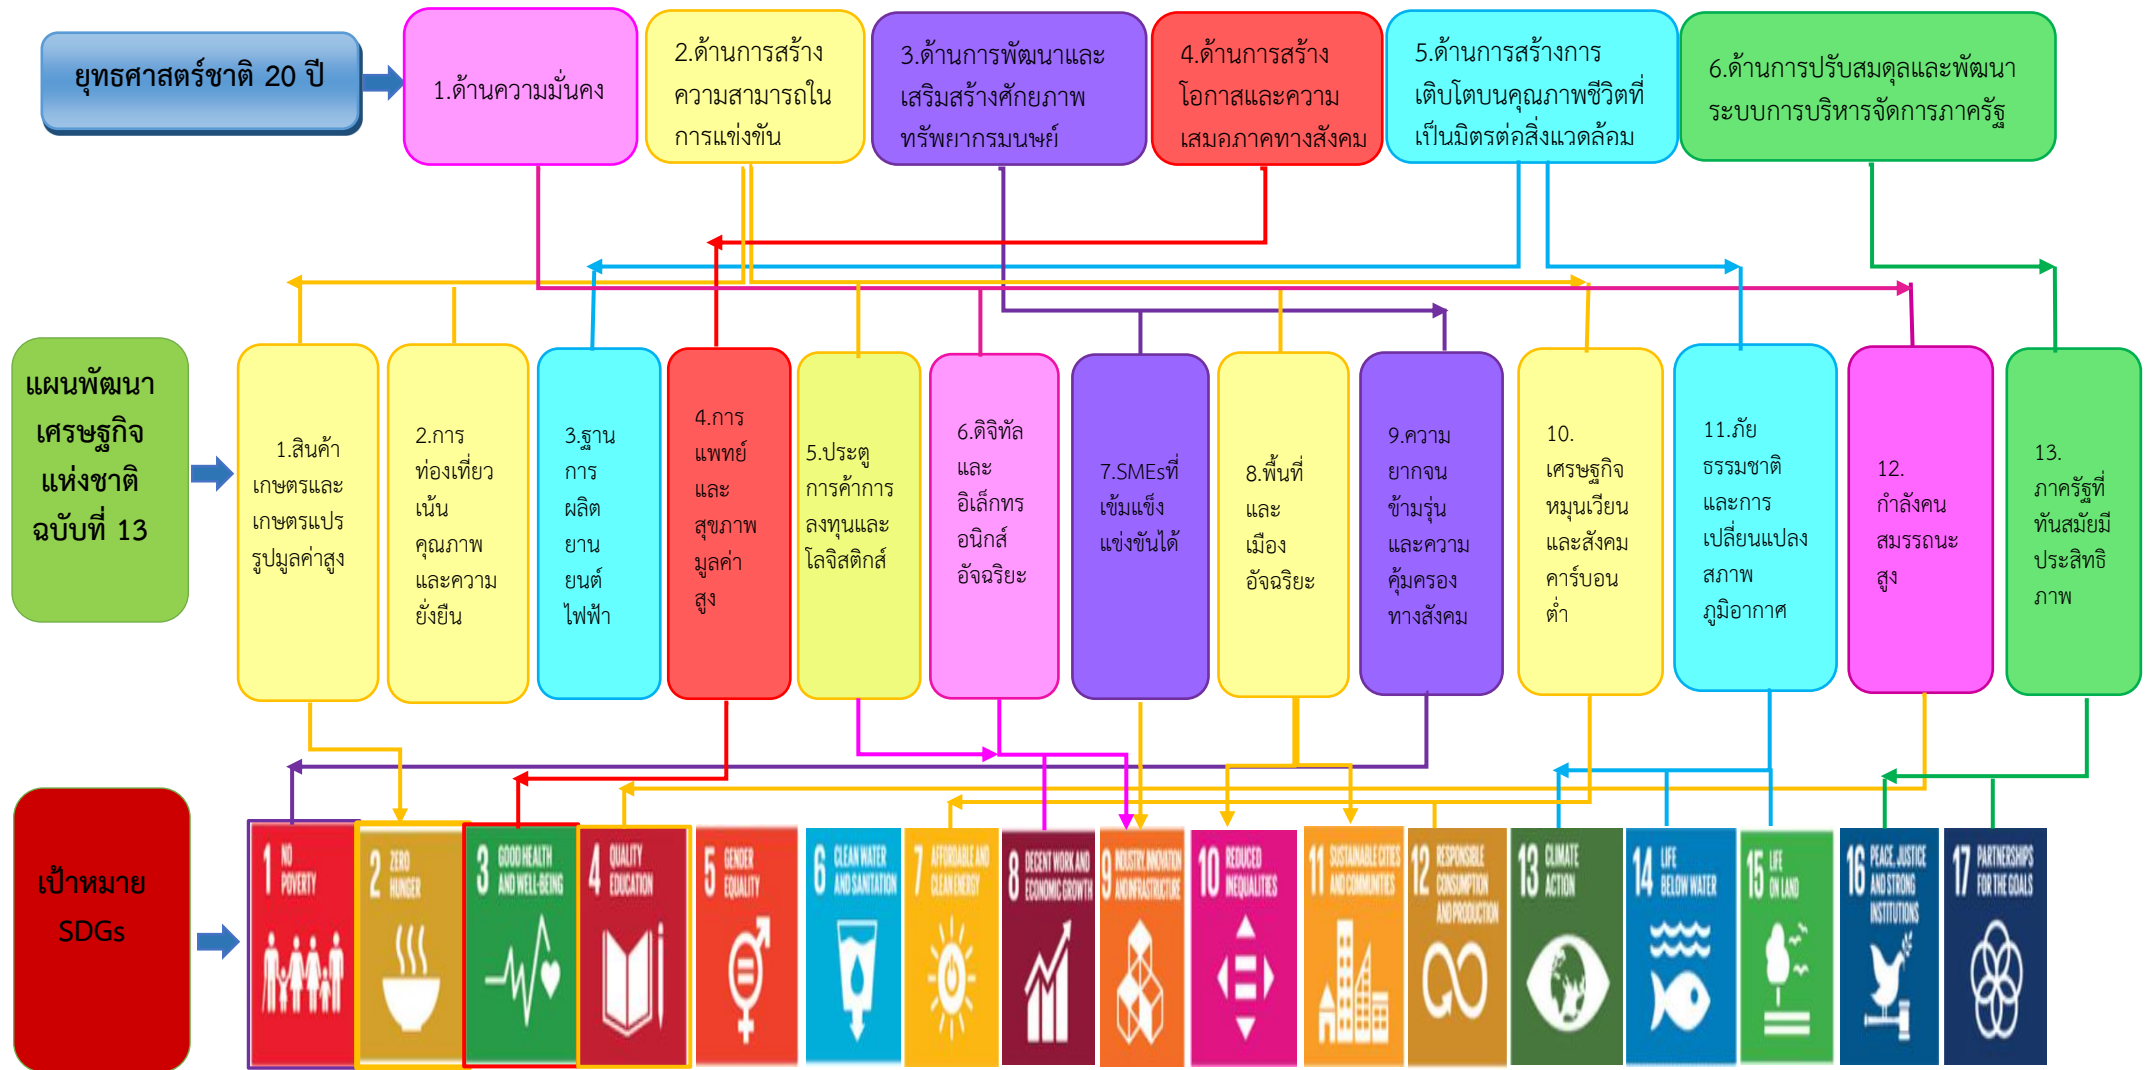 ยุทธศาสตร์ชาติ 20 ปี
1.ด้านความมั่นคง
2.ด้านการสร้าง
ความสามารถใน
การแข่งขัน
3.ด้านการพัฒนาและ
เสริมสร้างศักยภาพ
ทรัพยากรมนุษย์
4.ด้านการสร้าง
โอกาสและความ
เสมอภาคทางสังคม
5.ด้านการสร้างการ
เติบโตบนคุณภาพชีวิตที่
เป็นมิตรต่อสิ่งแวดล้อม
6.ด้านการปรับสมดุลและพัฒนา
ระบบการบริหารจัดการภาครัฐ
แผนพัฒนา
เศรษฐกิจ
แห่งชาติ
ฉบับที่ 13
1.สินค้า
เกษตรและ
เกษตรแปร
รูปมูลค่าสูง
2.การ
ท่องเที่ยว
เน้น
คุณภาพ
และความ
ยั่งยืน
3.ฐาน
การ
ผลิต
ยาน
ยนต์
ไฟฟ้า
4.การ
แพทย์
และ
สุขภาพ
มูลค่า
สูง
5.ประตู
การค้าการ
ลงทุนและ
โลจิสติกส์
6.ดิจิทัล
และ
อิเล็กทร
อนิกส์
อัจฉริยะ
7.SMEsที่
เข้มแข็ง
แข่งขันได้
8.พื้นที่
และ
เมือง
อัจฉริยะ
9.ความ
ยากจน
ข้ามรุ่น
และความ
คุ้มครอง
ทางสังคม
10.
เศรษฐกิจ
หมุนเวียน
และสังคม
คาร์บอน
ต่ำ
11.ภัย
ธรรมชาติ
และการ
เปลี่ยนแปลง
สภาพ
ภูมิอากาศ
12.
กำลังคน
สมรรถนะ
สูง
13.
ภาครัฐที่
ทันสมัยมี
ประสิทธิ
ภาพ
เป้าหมาย
SDGs
1 NO
POVERTY
2 ZERO
HUNGER
3 GOOD HEALTH
AND WELL-BEING
4 QUALITY
EDUCATION
5 GENDER
EQUALITY
6 CLEAN WATER
AND SANITATION
7 AFFORDABLE AND
CLEAN ENERGY
8 DECENT WORK AND
ECONOMIC GROWTH
9 INDUSTRY, INNOVATION
AND INFRASTRUCTURE
10 REDUCED
INEQUALITIES
11 SUSTAINABLE CITIES
AND COMMUNITIES
12 RESPONSIBLE
CONSUMPTION
AND PRODUCTION
13 CLIMATE
ACTION
14 LIFE
BELOW WATER
15 LIFE
ON LAND
16 PEACE, JUSTICE
AND STRONG
INSTITUTIONS
17 PARTNERSHIPS
FOR THE GOALS